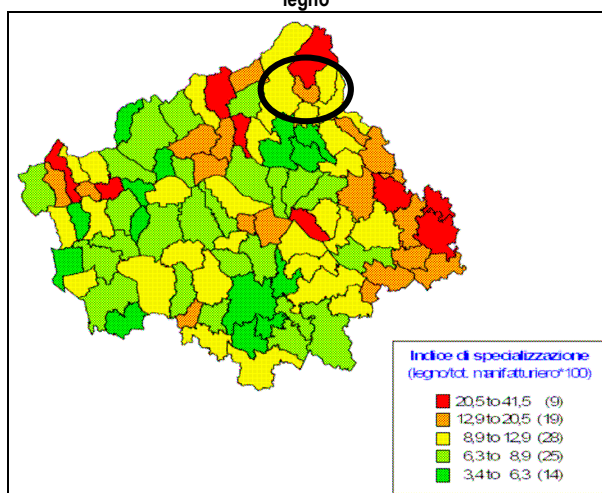 legno
Indice di specializzazione
(legno/tot. manifatturiero*100)
20,5 to 41,5 (9)
12,9 to 20,5 (19)
8,9 to 12,9 (28)
6,3 to 8,9 (25)
3,4 to 6,3 (14)